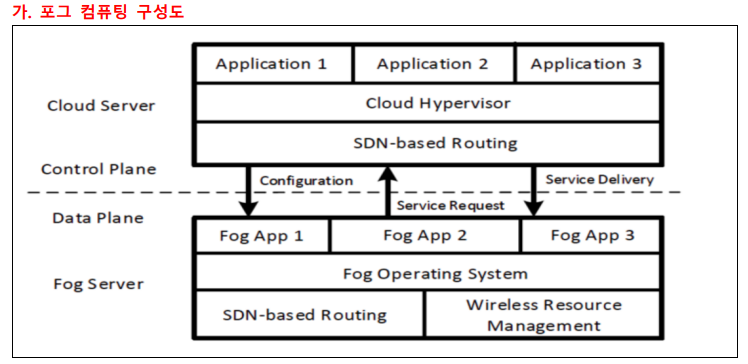 가. 포그 컴퓨팅 구성도
Application 1 Application 2 Application 3
Cloud Server
Cloud Hypervisor
SDN-based Routing
Control Plane
Configuration
Service Delivery
Data Plane
Service Request
Fog App 1 Fog App 2 Fog App 3
Fog Server
Fog Operating System
SDN-based Routing
Wireless Resource
Management